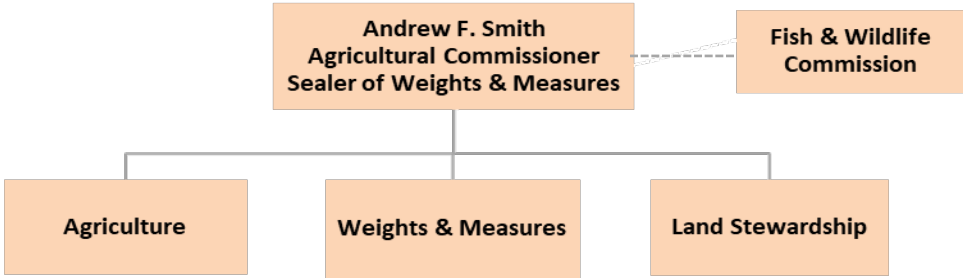 Andrew F. Smith
Agricultural Commissioner
Sealer of Weights & Measures
Fish & Wildlife
Commission
Agriculture
Weights & Measures
Land Stewardship